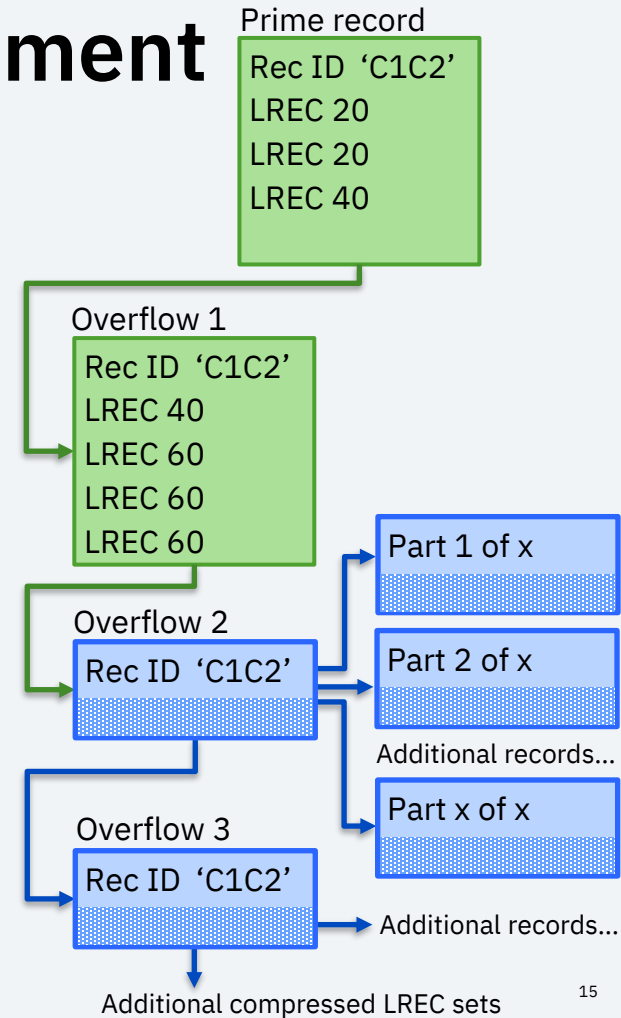 ment
Prime record
Rec ID ‘C1C2’
LREC 20
LREC 20
LREC 40
Overflow 1
Rec ID ‘C1C2’
LREC 40
LREC 60
LREC 60
LREC 60
Overflow 2
Rec ID ‘C1C2’
Part 1 of x
Part 2 of x
Additional records...
Part x of x
Overflow 3
Rec ID ‘C1C2’
Additional records...
Additional compressed LREC sets
15